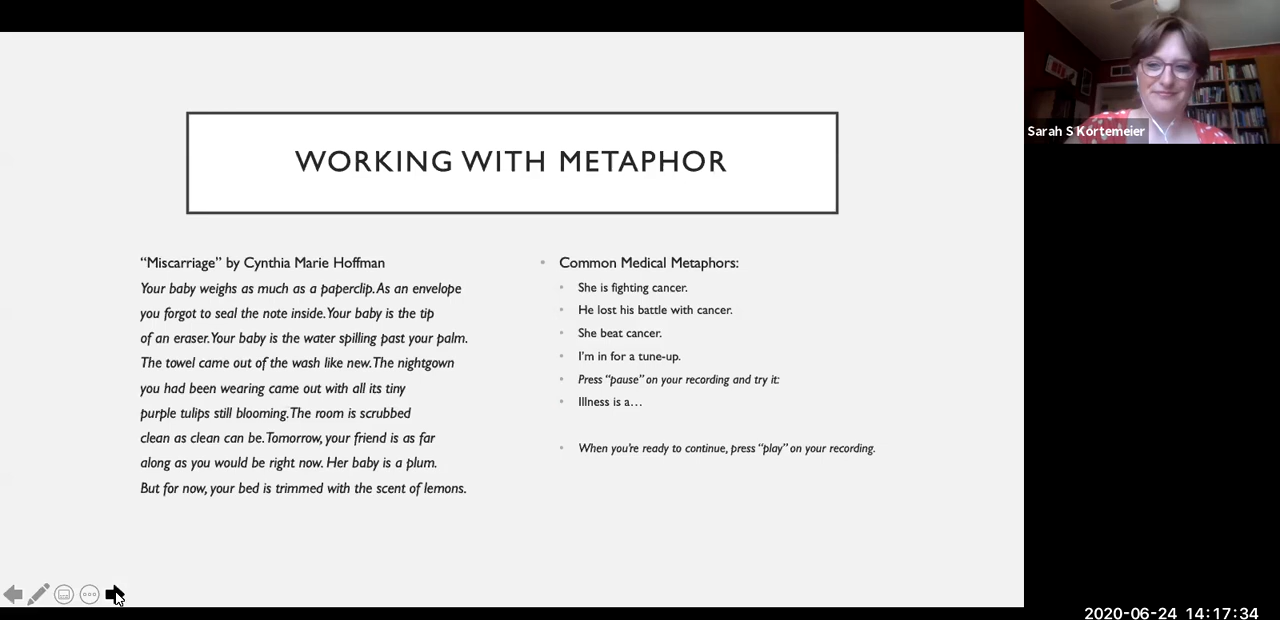 WORKING WITH METAPHOR
“Miscarriage” by Cynthia Marie Hoffman
Your baby weighs as much as a paperclip. As an envelope
you forgot to seal the note inside. Your baby is the tip
of an eraser. Your baby is the water spilling past your palm.
The towel came out of the wash like new. The nightgown
you had been wearing came out with all its tiny
purple tulips still blooming. The room is scrubbed
clean as clean can be. Tomorrow, your friend is as far
along as you would be right now. Her baby is a plum.
But for now, your bed is trimmed with the scent of lemons.
• Common Medical Metaphors:
• She is fighting cancer.
• He lost his battle with cancer.
• She beat cancer.
• I’m in for a tune-up.
• Press “pause” on your recording and try it:
• Illness is a…
• When you’re ready to continue, press “play” on your recording.
Sarah S Kortemeier
2020-06-24 14:17:34